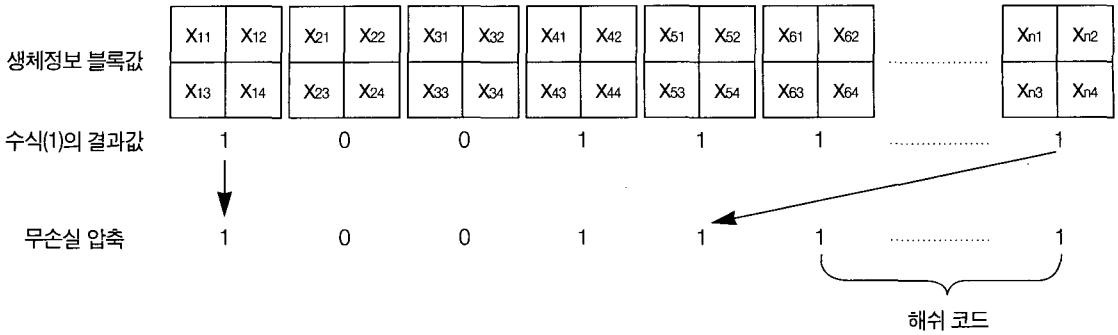 X11 X12 X21 X22 X31 X32 X41 X42 X51 X52 X61 X62 Xn1 Xn2
생체정보 블록값
X13 X14 X23 X24 X33 X34 X43 X44 X53 X54 X63 X64 Xn3 Xn4
수식(1)의 결과값 1 0 0 1 1 1 .................. 1
무손실 압축 1 0 0 1 1 1 .................. 1
해쉬 코드